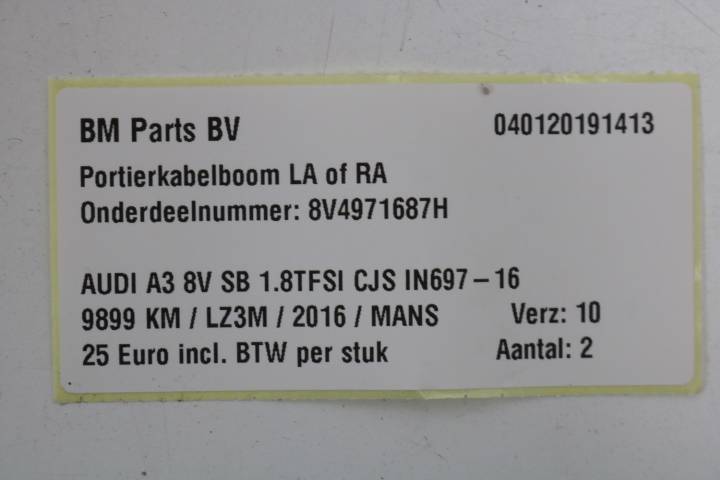 BM Parts BV 040120191413
Portierkabelboom LA of RA
Onderdeelnummer: 8V4971687H
AUDI A3 8V SB 1.8TFSI CJS IN697-16
9899 KM / LZ3M / 2016 / MANS Verz: 10
25 Euro incl. BTW per stuk Aantal: 2